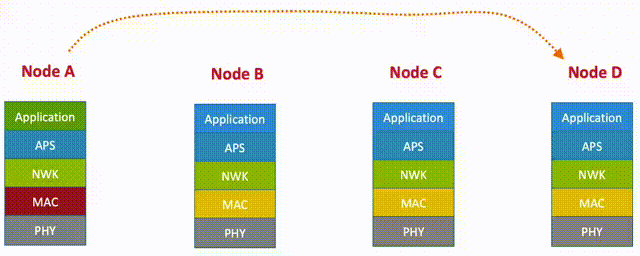 Node A
Node B
Node C
Node D
Application
APS
NWK
MAC
PHY
Application
APS
NWK
MAC
PHY
Application
APS
NWK
MAC
PHY
Application
APS
NWK
MAC
PHY